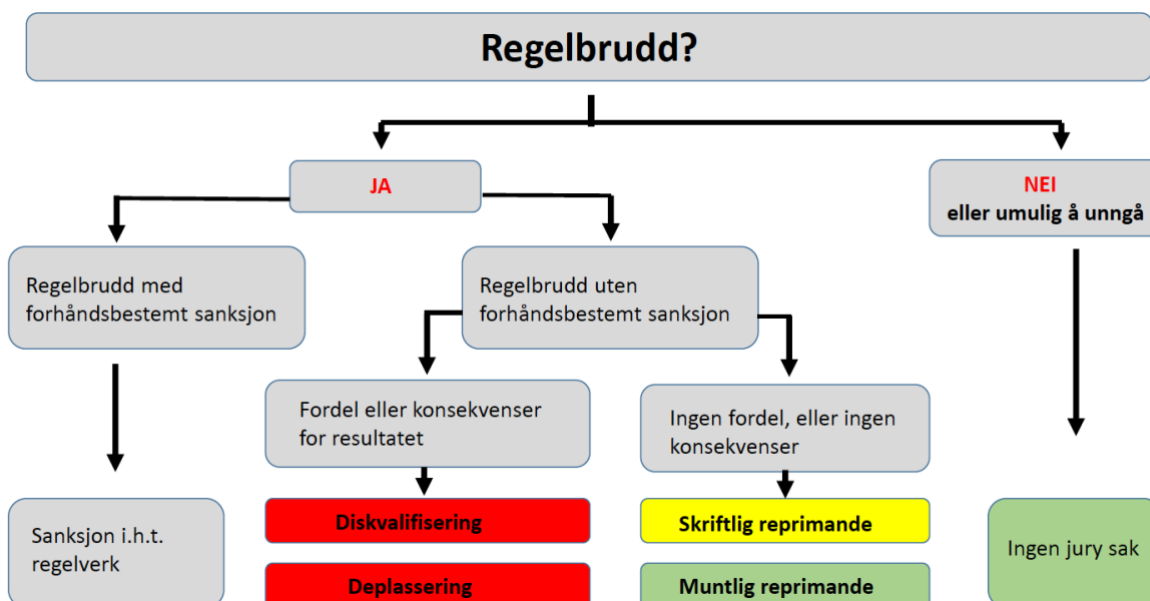 Regelbrudd?
JA
NEI
eller umulig å unngå
Regelbrudd med
forhåndsbestemt sanksjon
Regelbrudd uten
forhåndsbestemt sanksjon
Fordel eller konsekvenser
for resultatet
Ingen fordel, eller ingen
konsekvenser
Sanksjon i.h.t.
regelverk
Diskvalifisering
Deplassering
Skriftlig reprimande
Muntlig reprimande
Ingen jury sak